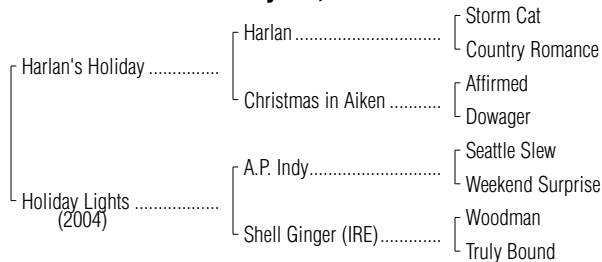 Storm Cat
Harlan ..............................
Country Romance
Harlan's Holiday ...............
Affirmed
Christmas in Aiken ...........
Dowager
Seattle Slew
A.P. Indy...........................
Weekend Surprise
Holiday Lights ..................
(2004)
Woodman
Shell Ginger (IRE).............
Truly Bound